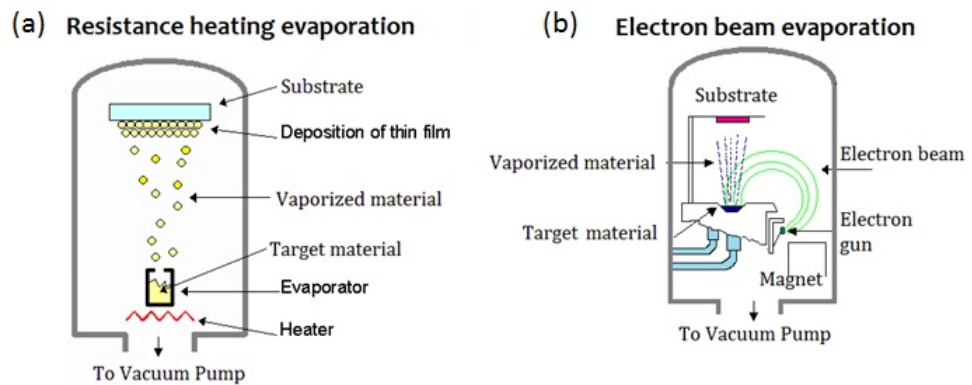 (a) Resistance heating evaporation
Substrate
Deposition of thin film
Vaporized material
Target material
Evaporator
Heater
To Vacuum Pump
(b) Electron beam evaporation
Substrate
Vaporized material
Electron beam
Target material
Electron
gun
Magnet
To Vacuum Pump